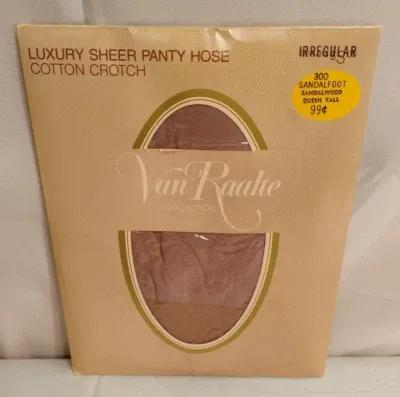 LUXURY SHEER PANTY HOSE
COTTON CROTCH
IRREGULAR
300
SANDALFOOT
SANDALWOOD
QUEEN TALL
99¢
Van Raalte
COLLECTION